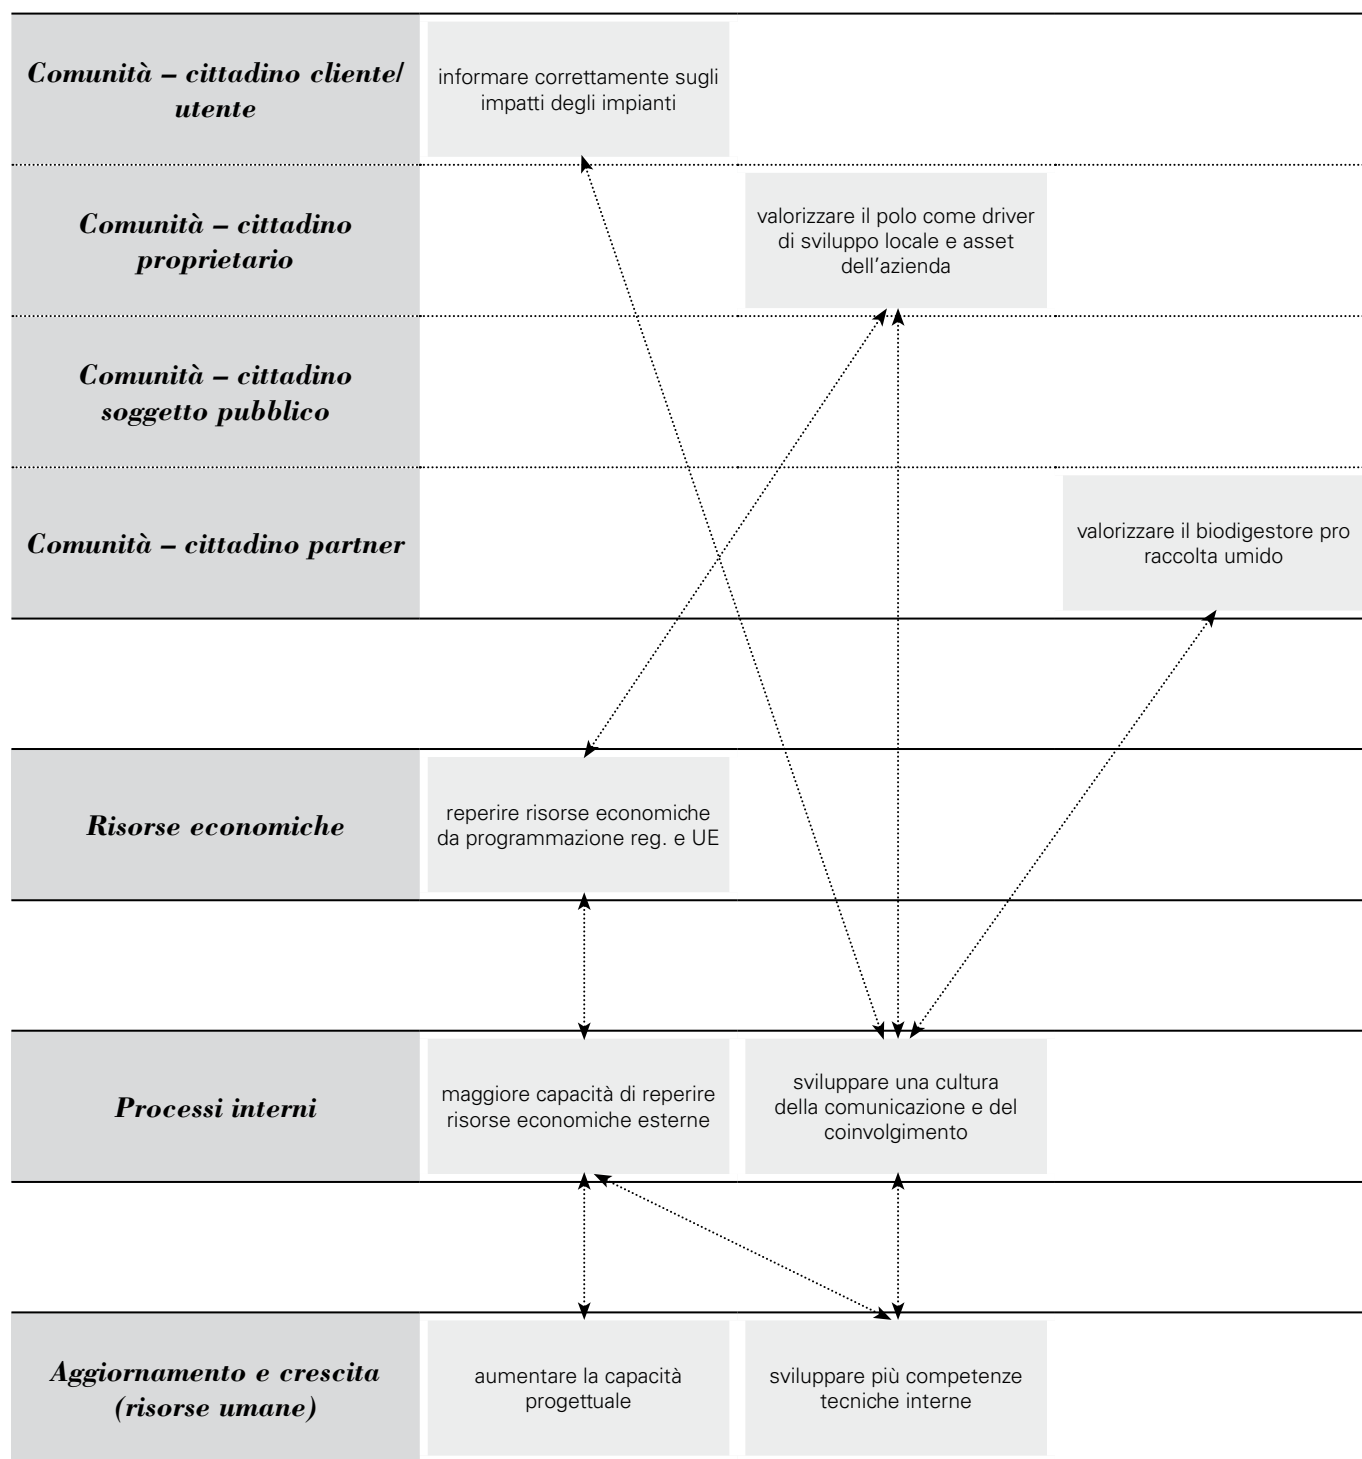 Comunità – cittadino cliente/
utente
informare correttamente sugli
impatti degli impianti
Comunità – cittadino
proprietario
valorizzare il polo come driver
di sviluppo locale e asset
dell’azienda
Comunità – cittadino
soggetto pubblico
Comunità – cittadino partner
valorizzare il biodigestore pro
raccolta umido
Risorse economiche
reperire risorse economiche
da programmazione reg. e UE
Processi interni
maggiore capacità di reperire
risorse economiche esterne
sviluppare una cultura
della comunicazione e del
coinvolgimento
Aggiornamento e crescita
(risorse umane)
aumentare la capacità
progettuale
sviluppare più competenze
tecniche interne